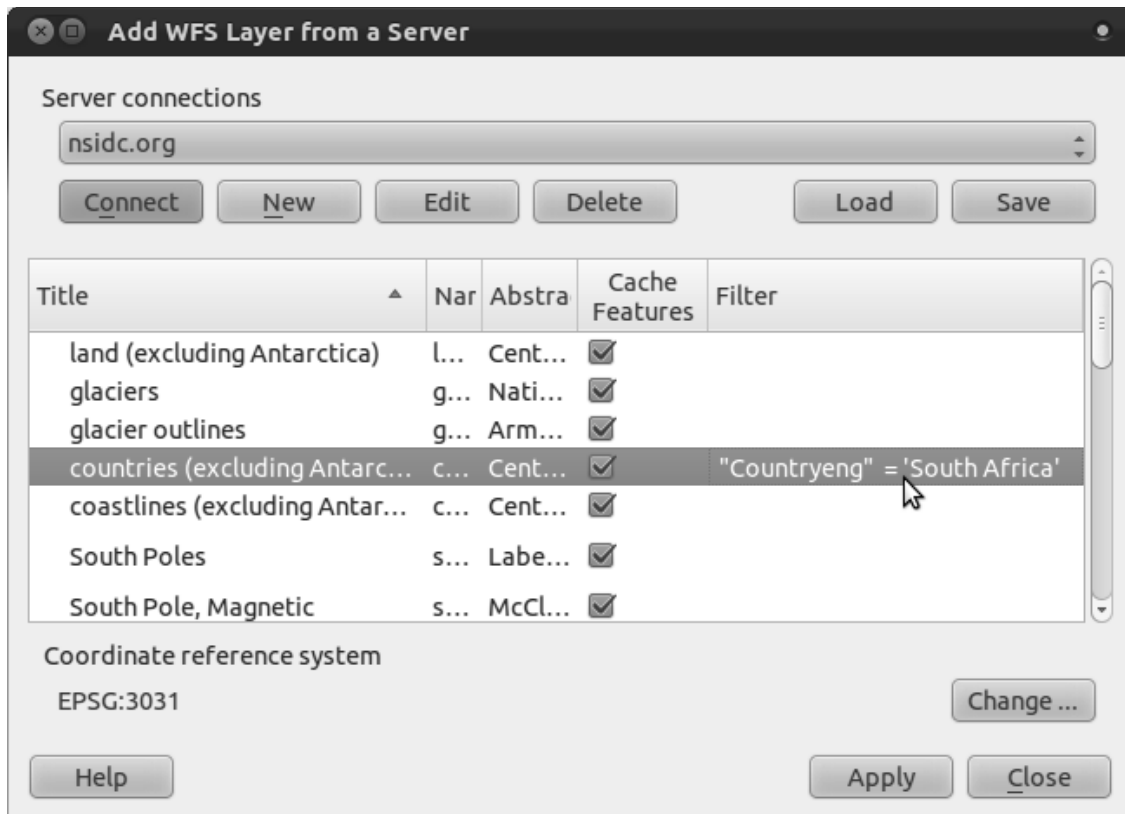 Add WFS Layer from a Server
Server connections
nsidc.org
Connect New Edit Delete Load Save
Title Nar Abstra Cache Features Filter
land (excluding Antarctica) l... Cent...
glaciers g... Nati...
glacier outlines g... Arm...
countries (excluding Antarc... c... Cent... "Countryeng" = 'South Africa'
coastlines (excluding Antar... c... Cent...
South Poles s... Labe...
South Pole, Magnetic s... McCl...
Coordinate reference system
EPSG:3031
Change ...
Help Apply Close